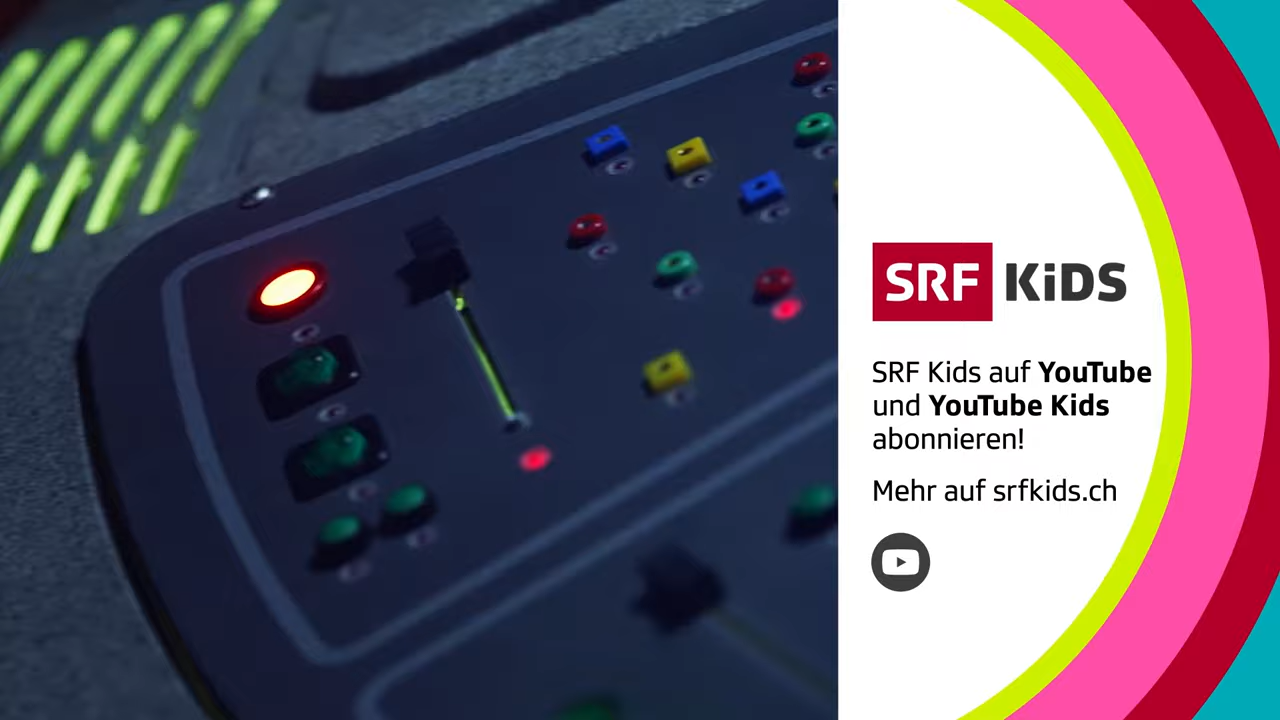 SRF KiDS
SRF Kids auf YouTube
und YouTube Kids
abonnieren!
Mehr auf srfkids.ch